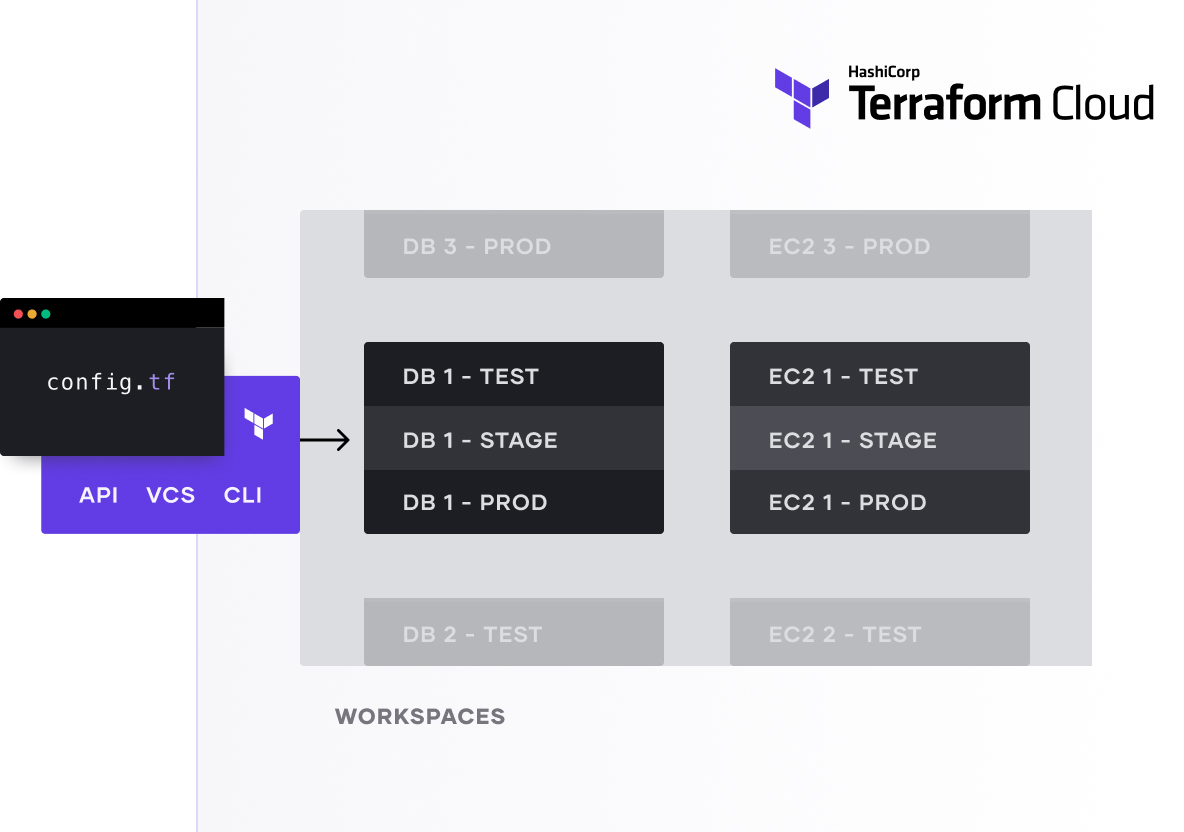 HashiCorp
Terraform Cloud
DB 3 - PROD
EC2 3 - PROD
config.tf
API VCS CLI
DB 1 - TEST
DB 1 - STAGE
DB 1 - PROD
EC2 1 - TEST
EC2 1 - STAGE
EC2 1 - PROD
DB 2 - TEST
EC2 2 - TEST
WORKSPACES